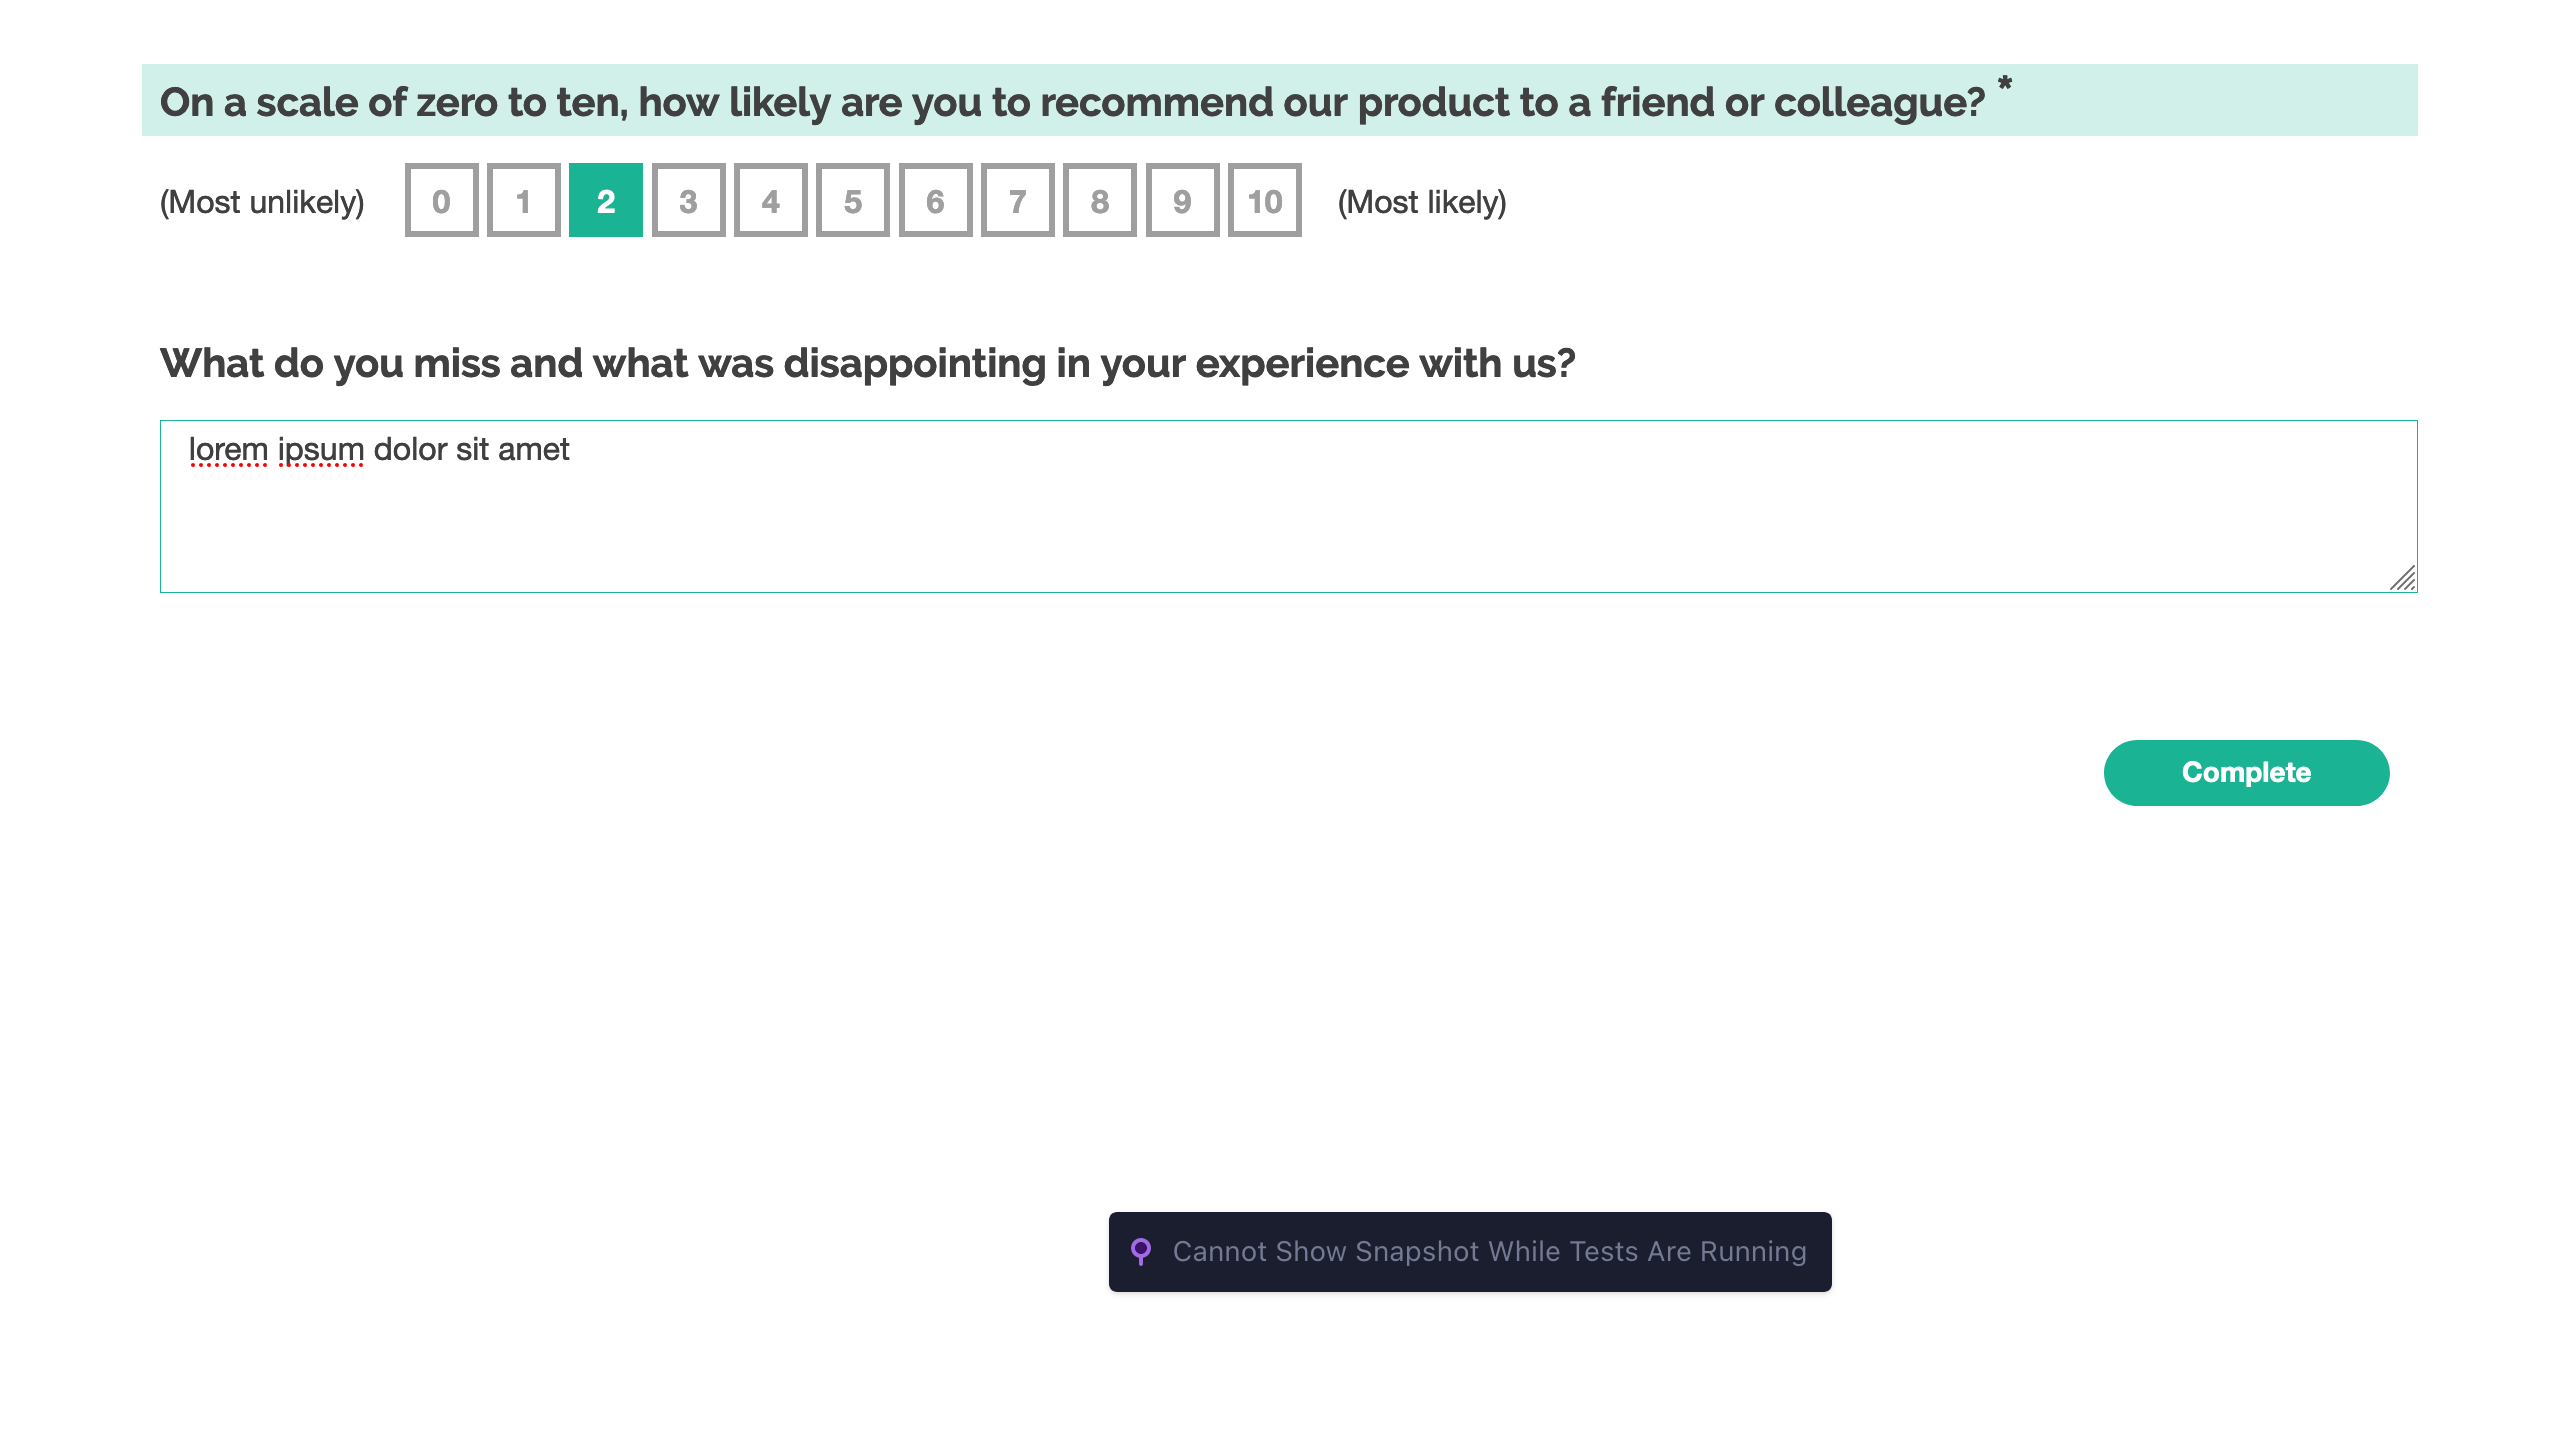 On a scale of zero to ten, how likely are you to recommend our product to a friend or colleague? *
(Most unlikely) 0 1 2 3 4 5 6 7 8 9 10 (Most likely)
What do you miss and what was disappointing in your experience with us?
lorem ipsum dolor sit amet
Complete
Cannot Show Snapshot While Tests Are Running